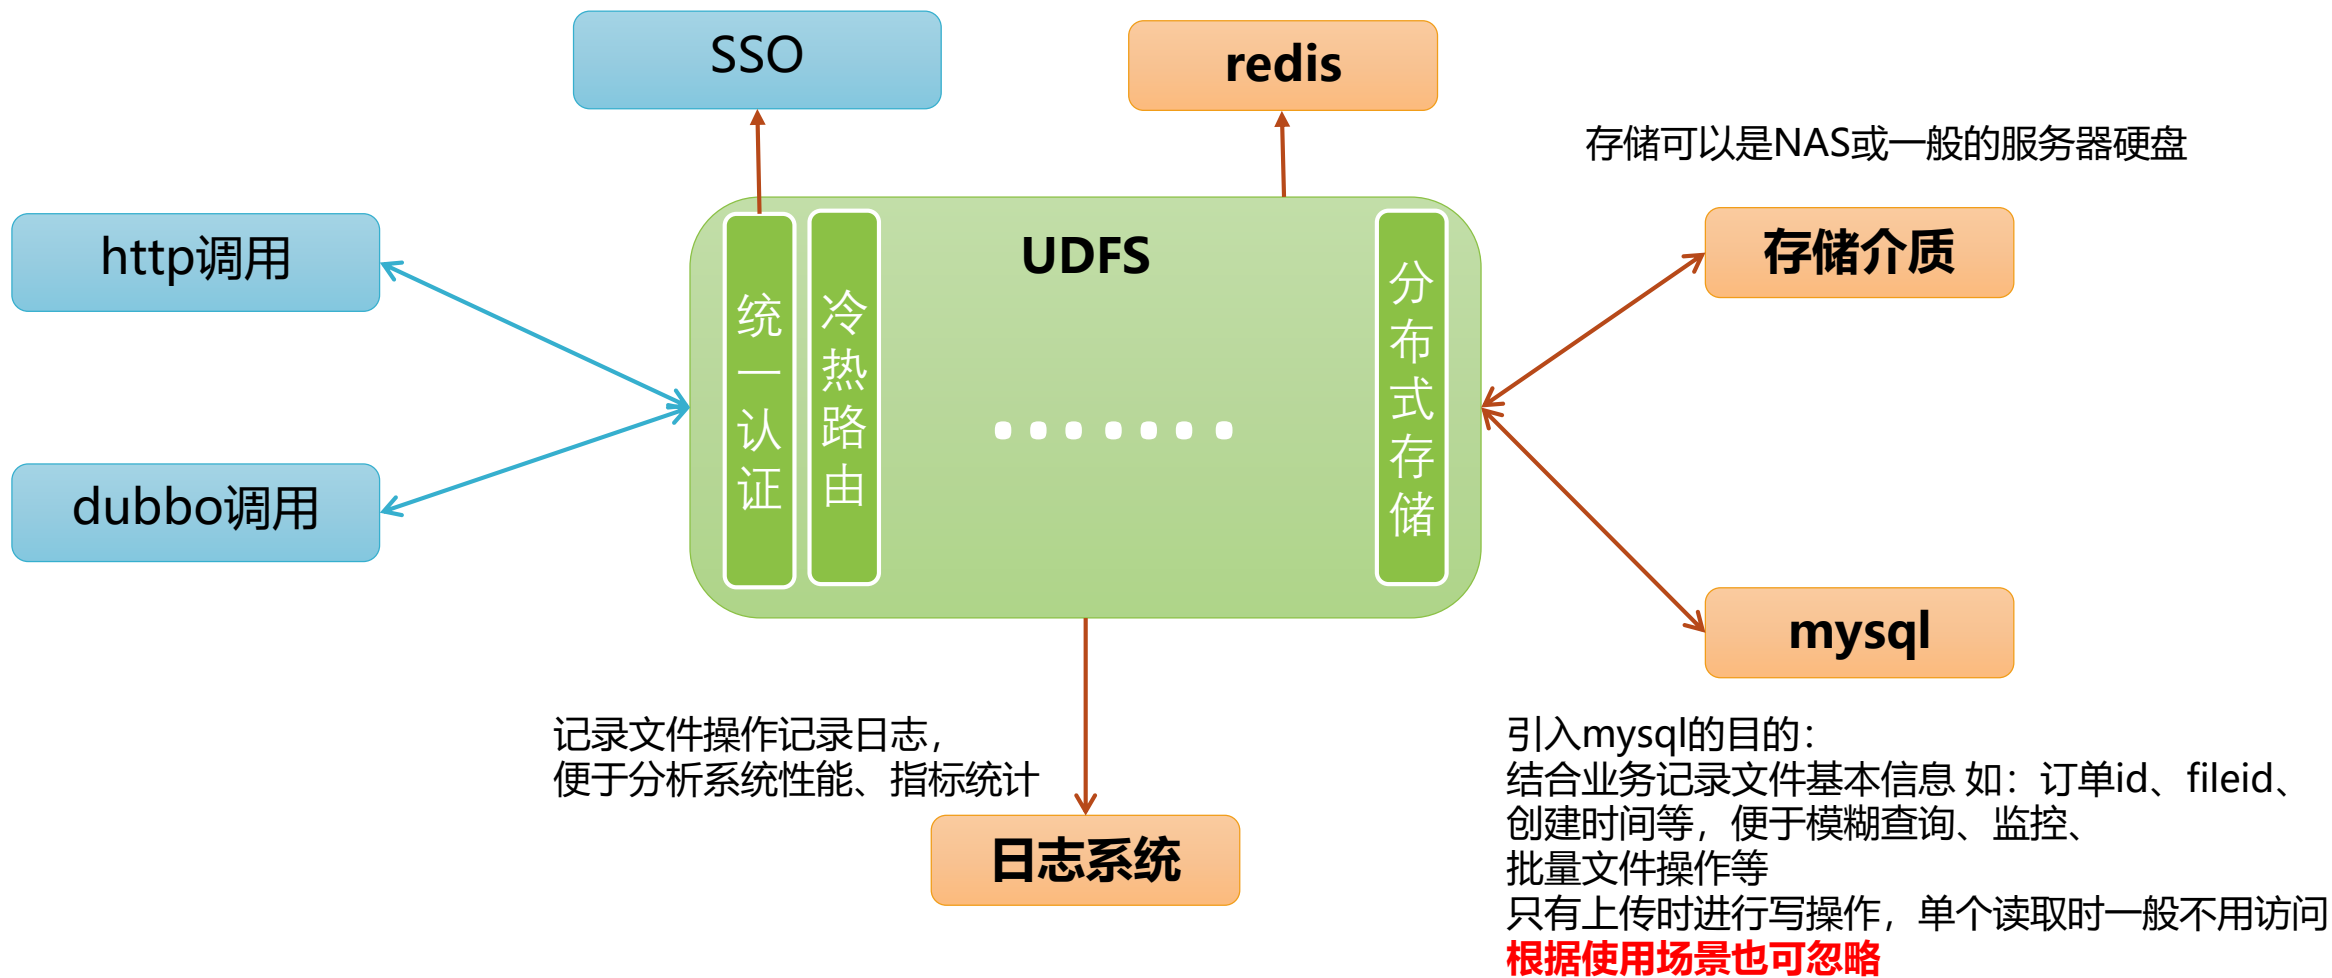 SSO
redis
存储可以是NAS或一般的服务器硬盘
http调用
UDFS
存储介质
统一认证
冷热路由
.......
分布式存储
dubbo调用
mysql
记录文件操作记录日志，
便于分析系统性能、指标统计
日志系统
引入mysql的目的：
结合业务记录文件基本信息 如：订单id、fileid、
创建时间等，便于模糊查询、监控、
批量文件操作等
只有上传时进行写操作，单个读取时一般不用访问
根据使用场景也可忽略